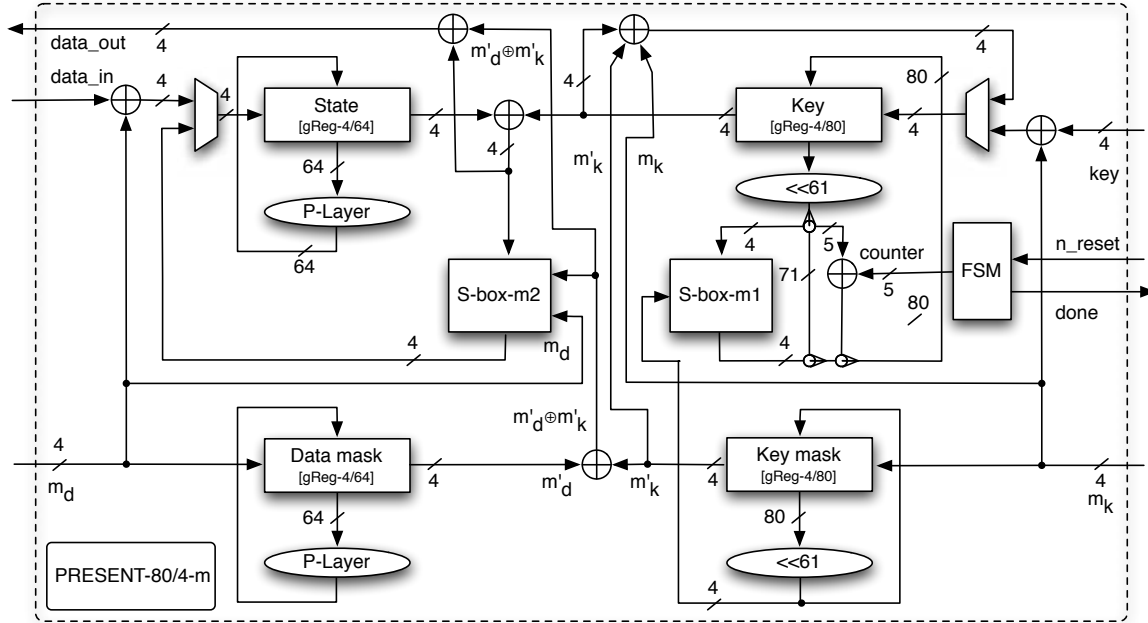 data_out
4
m'd⊕m'k
4
data_in
4
4
State
[gReg-4/64]
4
4
4
80
Key
[gReg-4/80]
4
4
4
key
64
P-Layer
64
m'k
mk
<<61
4
5
counter
5
FSM
n_reset
done
S-box-m2
md
4
S-box-m1
71
80
4
m'd⊕m'k
4
md
Data mask
[gReg-4/64]
4
m'd
m'k
4
Key mask
[gReg-4/80]
4
mk
64
P-Layer
80
<<61
4
PRESENT-80/4-m